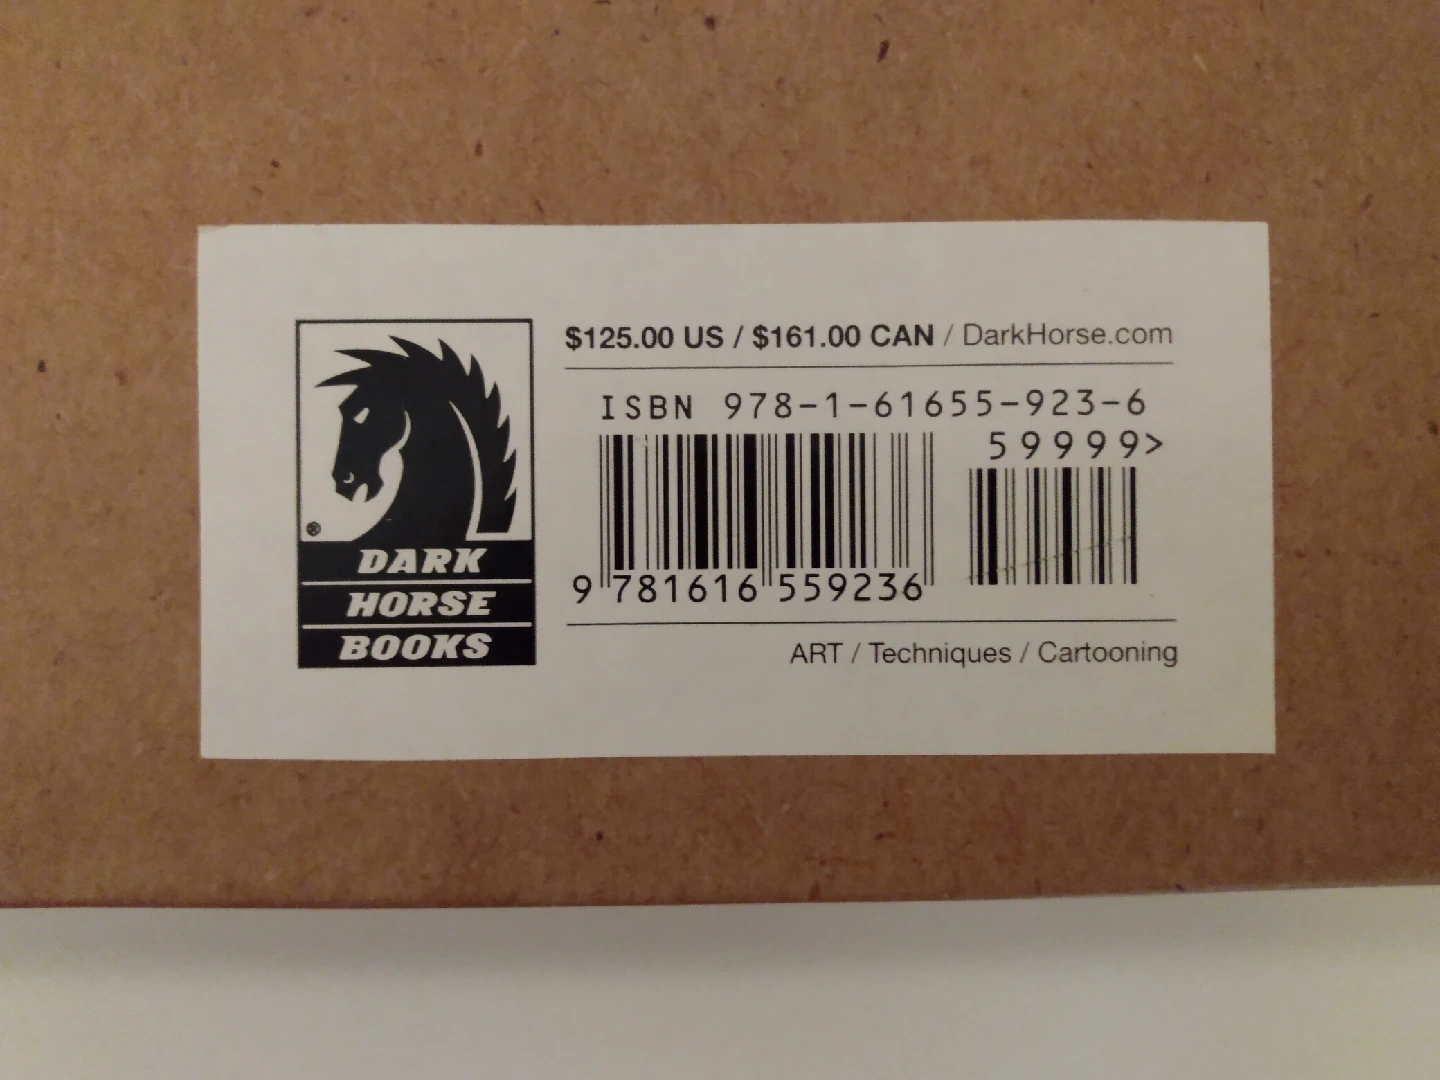 $125.00 US / $161.00 CAN / DarkHorse.com
ISBN 978-1-61655-923-6
59999>
9 781616 559236
ART / Techniques / Cartooning
®
DARK
HORSE
BOOKS